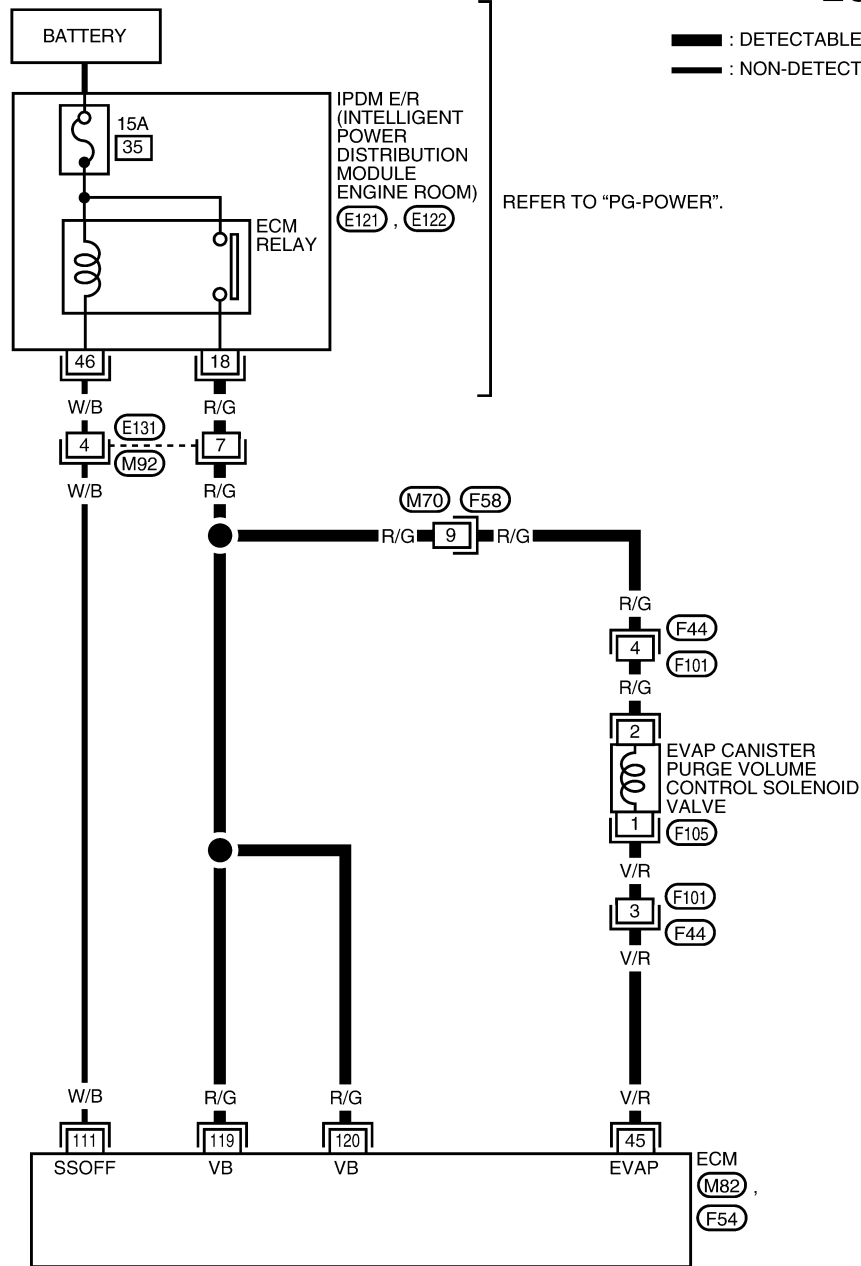 BATTERY
: DETECTABLE
: NON-DETECT
15A
35
IPDM E/R
(INTELLIGENT
POWER
DISTRIBUTION
MODULE
ENGINE ROOM)
E121 , E122
REFER TO “PG-POWER”.
ECM
RELAY
46 18
W/B R/G
4 E131 7
M92
W/B R/G
M70 F58
R/G 9 R/G
R/G
4 F44
F101
R/G
2
EVAP CANISTER
PURGE VOLUME
CONTROL SOLENOID
VALVE
1 F105
V/R
3 F101
F44
V/R
W/B R/G R/G V/R
111 119 120 45
SSOFF VB VB EVAP
ECM
M82 ,
F54